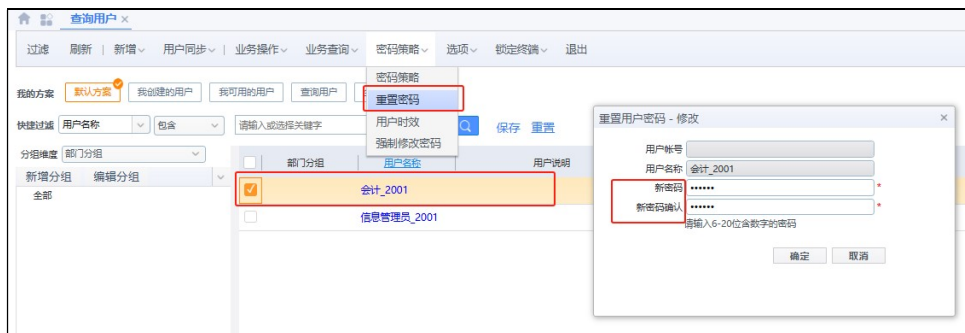 查询用户 ×
过滤 刷新 新增 用户同步 业务操作 业务查询 密码策略 选项 锁定终端 退出
密码策略
重置密码
用户时效
强制修改密码
我的方案 默认方案 我创建的用户 我可用的用户 查询用户
快捷过滤 用户名称 包含 请输入或选择关键字 保存 重置
分组维度 部门分组
新增分组 编辑分组
全部
部门分组 用户名称 用户说明
会计_2001
信息管理员_2001
重置用户密码 - 修改 ×
用户帐号
用户名称 会计_2001
新密码 •••••• *
新密码确认 •••••• *
请输入6-20位含数字的密码
确定 取消